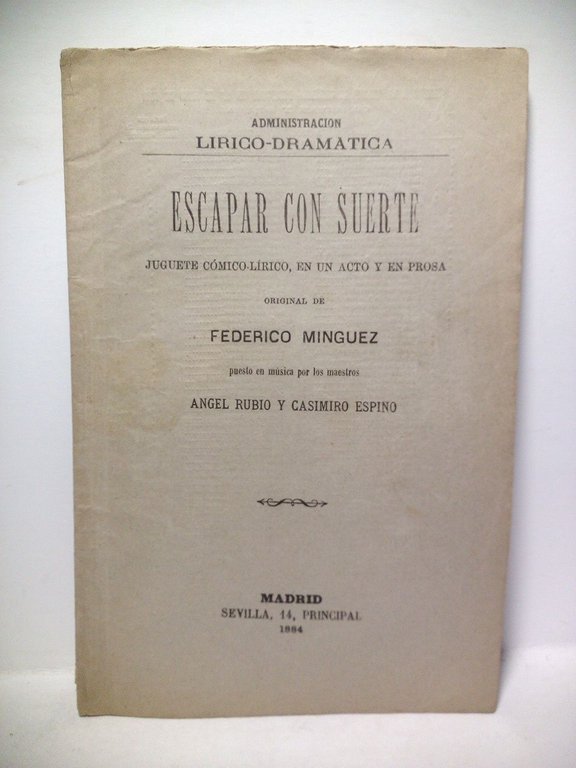 ADMINISTRACION
LIRICO-DRAMATICA
ESCAPAR CON SUERTE
JUGUETE CÓMICO-LÍRICO, EN UN ACTO Y EN PROSA
ORIGINAL DE
FEDERICO MINGUEZ
puesto en música por los maestros
ANGEL RUBIO Y CASIMIRO ESPINO
MADRID
SEVILLA, 14, PRINCIPAL
1884